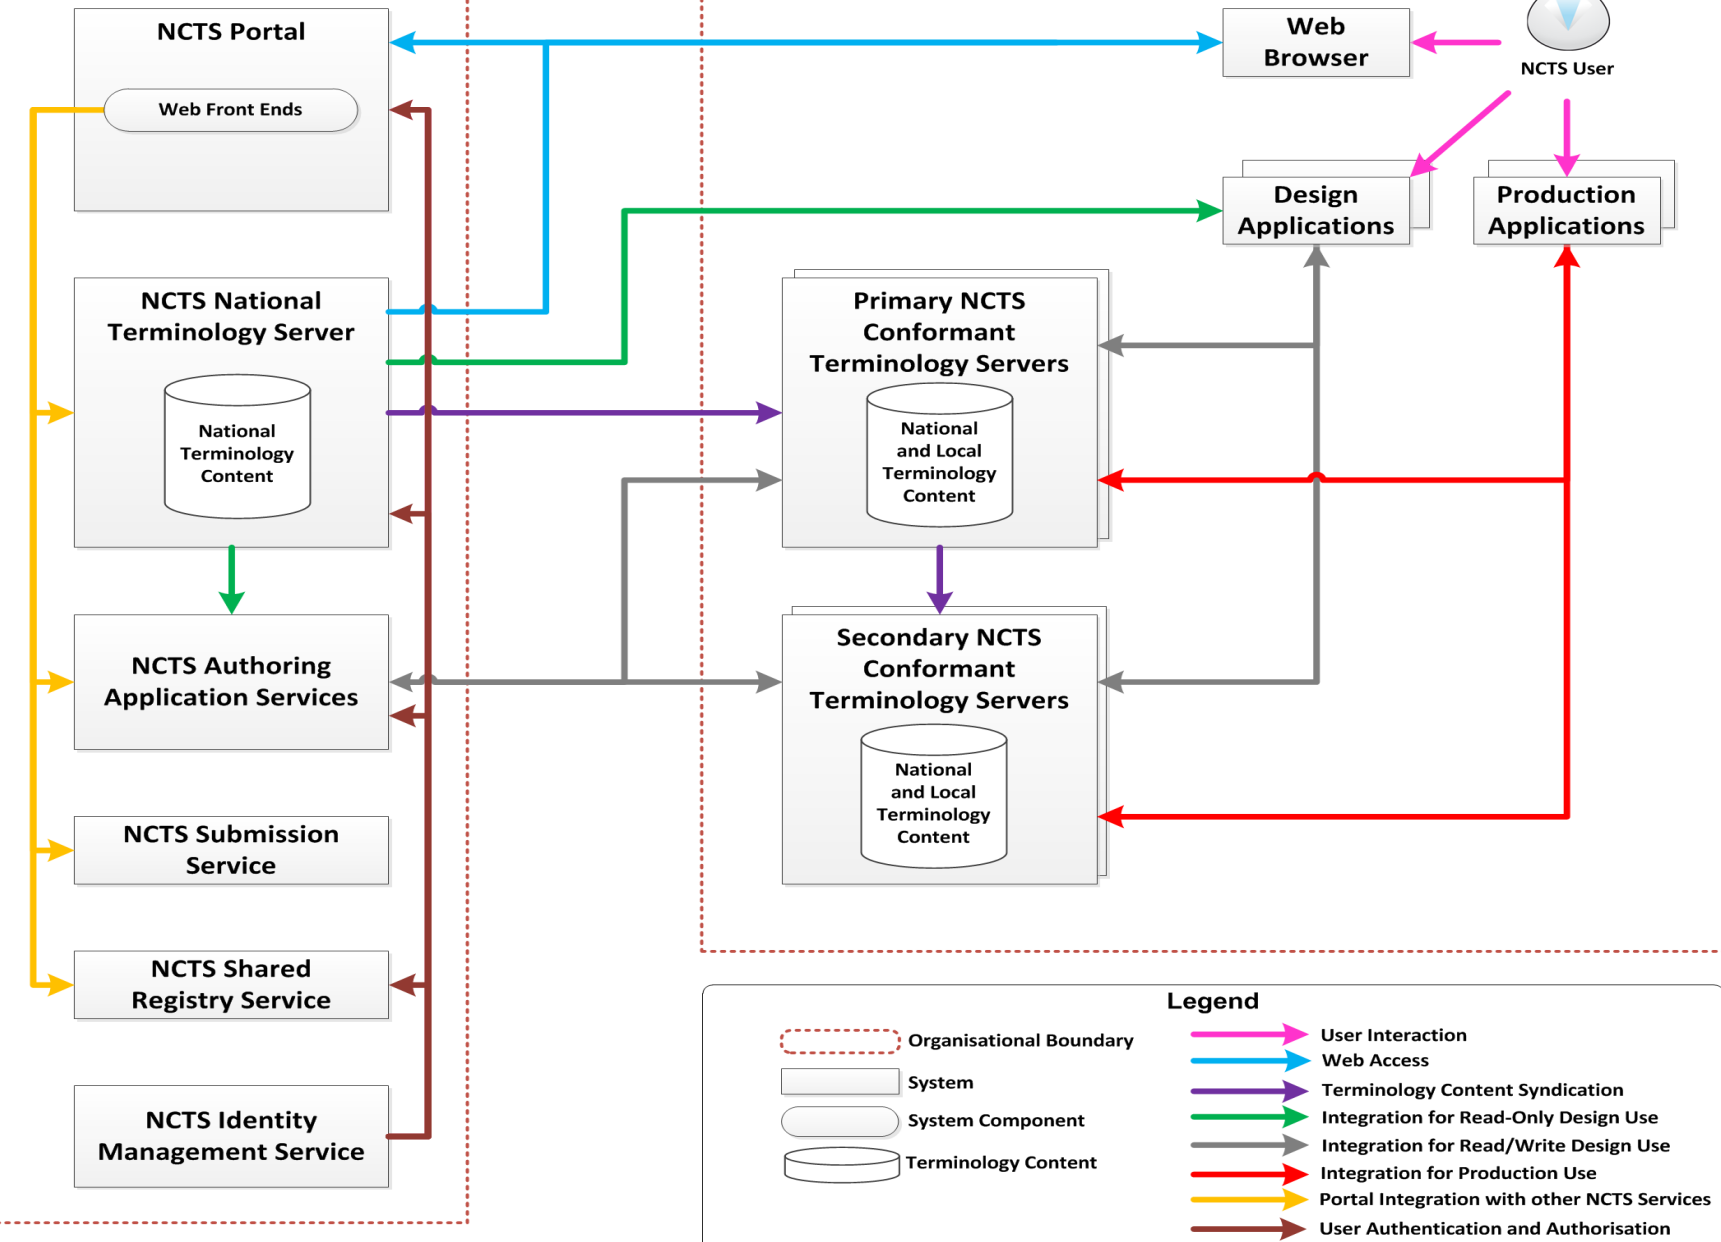 NCTS Portal
Web Front Ends
Web
Browser
NCTS User
Design
Applications
Production
Applications
NCTS National
Terminology Server
National
Terminology
Content
Primary NCTS
Conformant
Terminology Servers
National
and Local
Terminology
Content
NCTS Authoring
Application Services
Secondary NCTS
Conformant
Terminology Servers
National
and Local
Terminology
Content
NCTS Submission
Service
NCTS Shared
Registry Service
NCTS Identity
Management Service
Legend
Organisational Boundary
System
System Component
Terminology Content
User Interaction
Web Access
Terminology Content Syndication
Integration for Read-Only Design Use
Integration for Read/Write Design Use
Integration for Production Use
Portal Integration with other NCTS Services
User Authentication and Authorisation